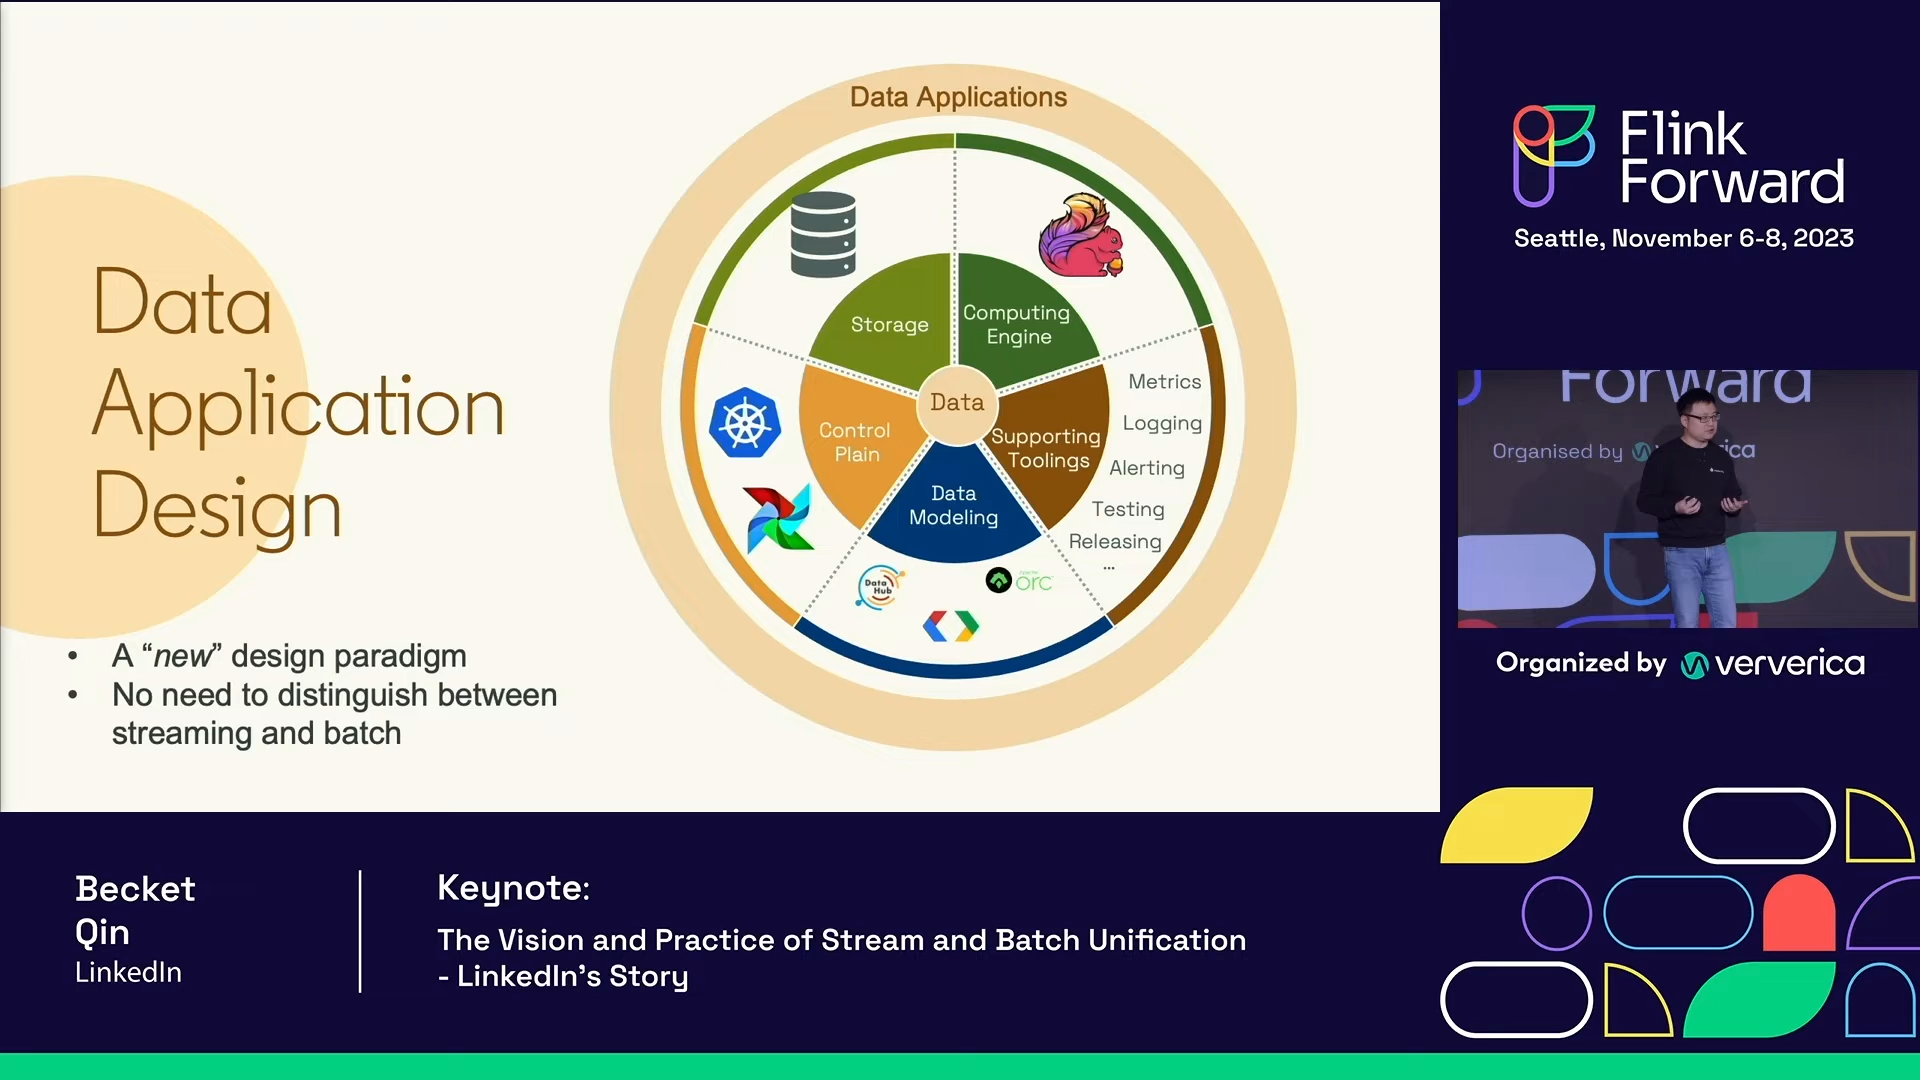 Data Applications
Storage
Computing
Engine
Data
Control
Plain
Supporting
Toolings
Data
Modeling
Metrics
Logging
Alerting
Testing
Releasing
...
Data
Hub
orc
Data
Application
Design
• A “new” design paradigm
• No need to distinguish between
streaming and batch
Flink
Forward
Seattle, November 6-8, 2023
Forward
Organised by
Organized by ververica
Becket
Qin
LinkedIn
Keynote:
The Vision and Practice of Stream and Batch Unification
- LinkedIn’s Story